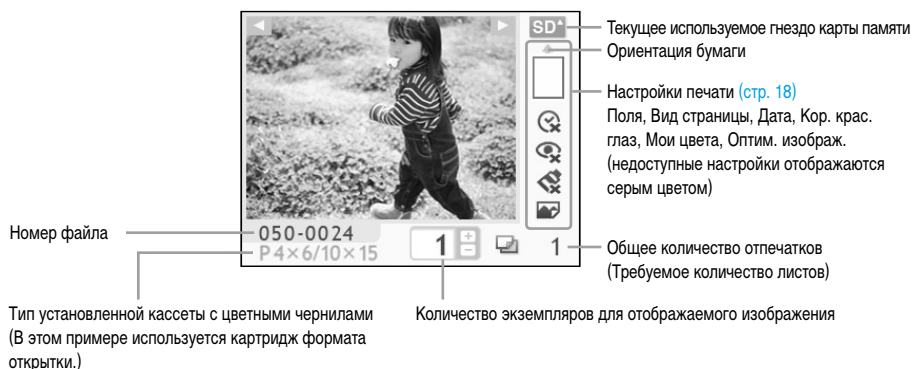 SD
Текущее используемое гнездо карты памяти
Ориентация бумаги
Настройки печати (стр. 18)
Поля, Вид страницы, Дата, Кор. крас.
глаз, Мои цвета, Оптим. изображ.
(недоступные настройки отображаются
серым цветом)
Номер файла
050-0024
P 4×6/10×15
1
+
-
1
Общее количество отпечатков
(Требуемое количество листов)
Тип установленной кассеты с цветными чернилами
(В этом примере используется картридж формата
открытки.)
Количество экземпляров для отображаемого изображения